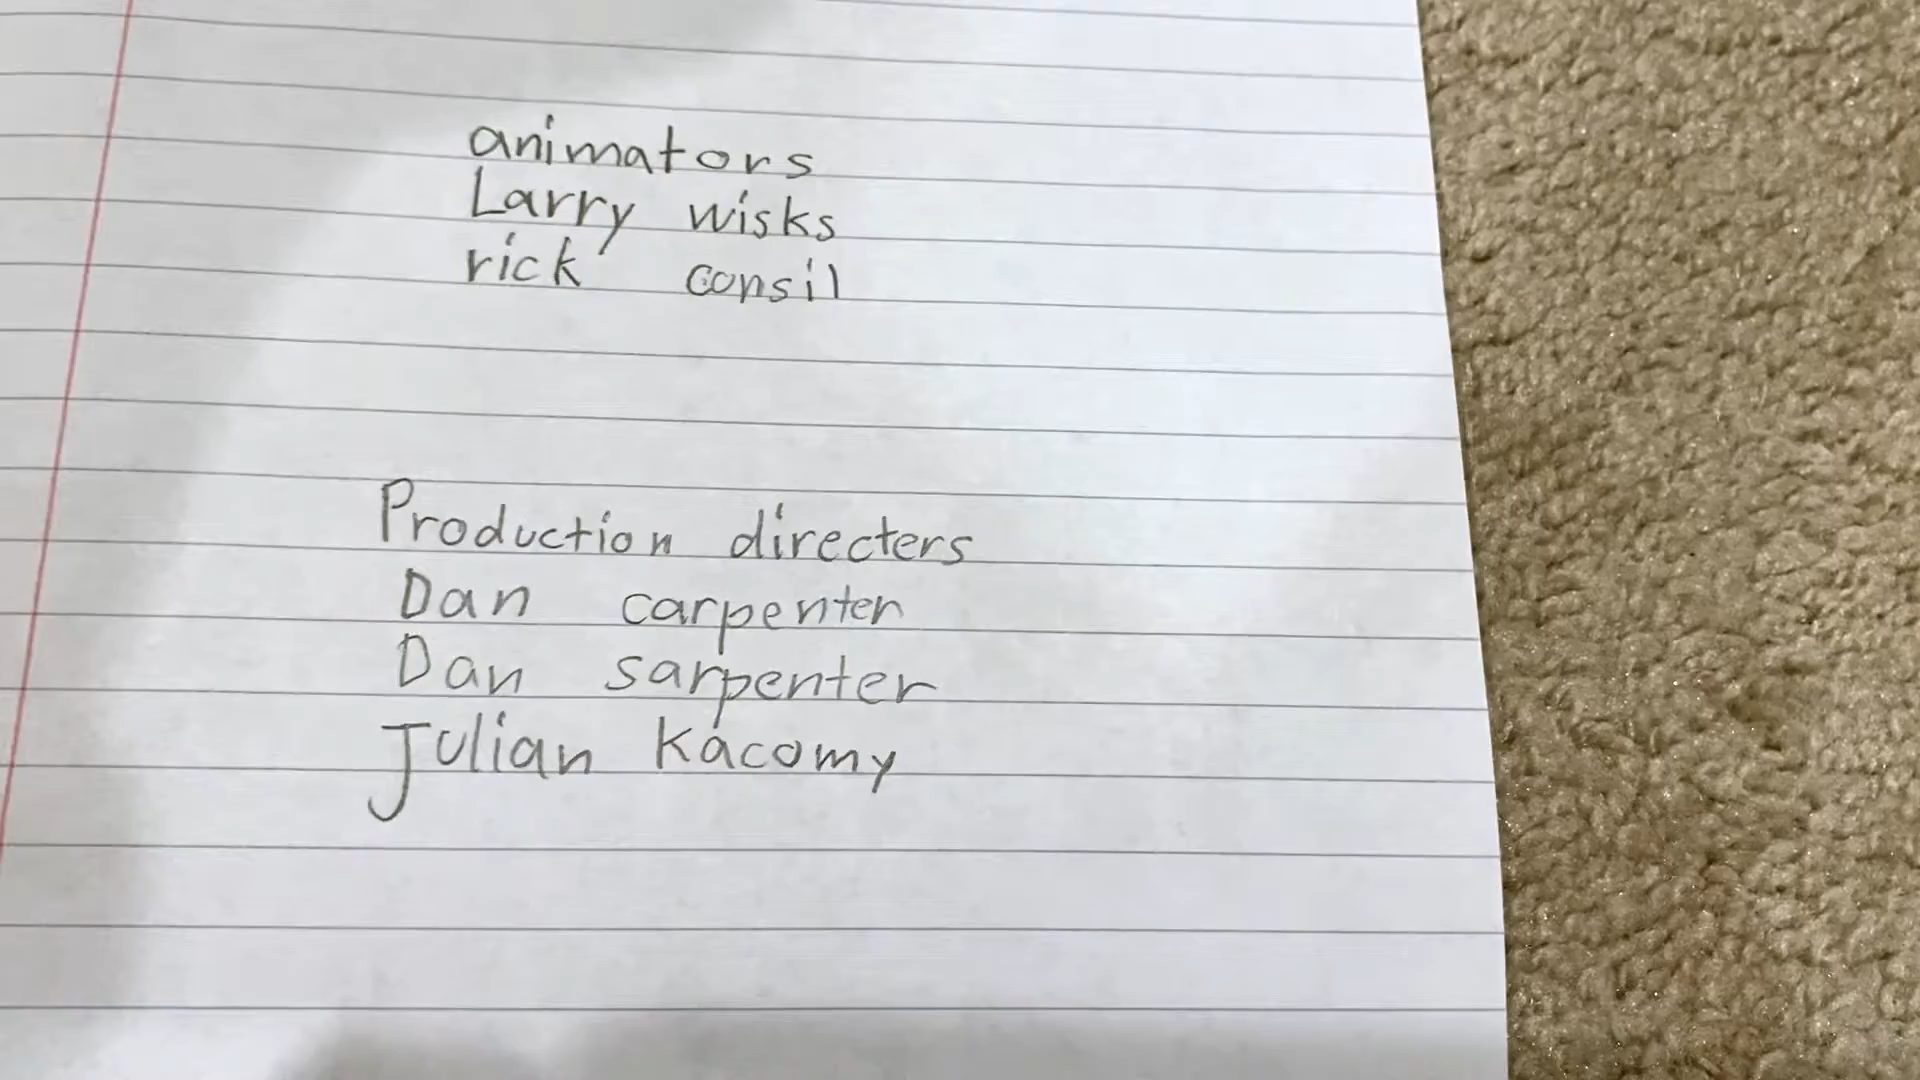 animators
Larry wisks
rick consil
Production directers
Dan carpenter
Dan sarpenter
Julian Kacomy